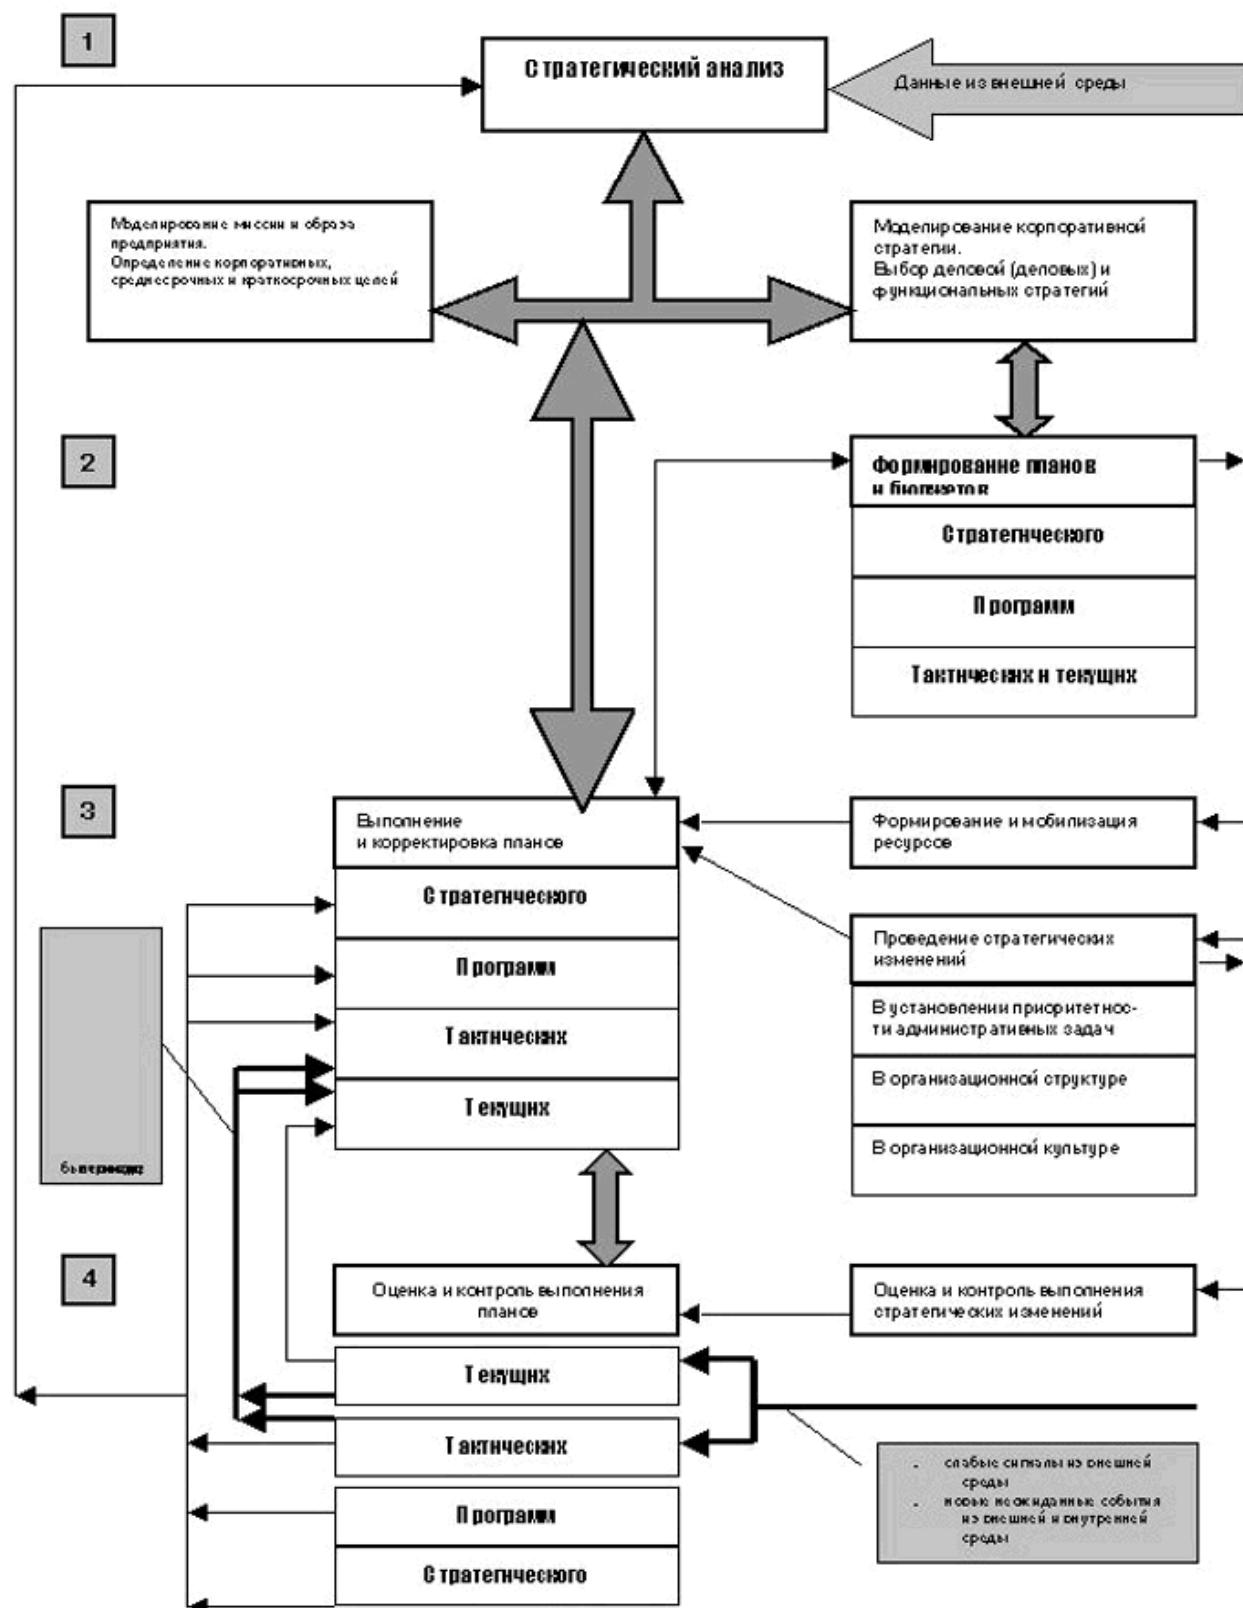 1
Стратегический анализ
Данные из внешней среды
Моделирование миссии и образа
предприятия.
Определение корпоративных,
среднесрочных и краткосрочных целей
Моделирование корпоративной
стратегии.
Выбор деловой (деловых) и
функциональных стратегий
2
Формирование планов
и бюджетов
Стратегического
Программ
Тактических и текущих
3
Выполнение
и корректировка планов
Стратегического
Программ
Тактических
Текущих
Формирование и мобилизация
ресурсов
Проведение стратегических
изменений
В установлении приоритетнос-
ти административных задач
В организационной структуре
В организационной культуре
4
Оценка и контроль выполнения
планов
Текущих
Тактических
Программ
Стратегического
Оценка и контроль выполнения
стратегических изменений
. слабые сигналы из внешней
среды
. новые неожиданные события
из внешней и внутренней
среды